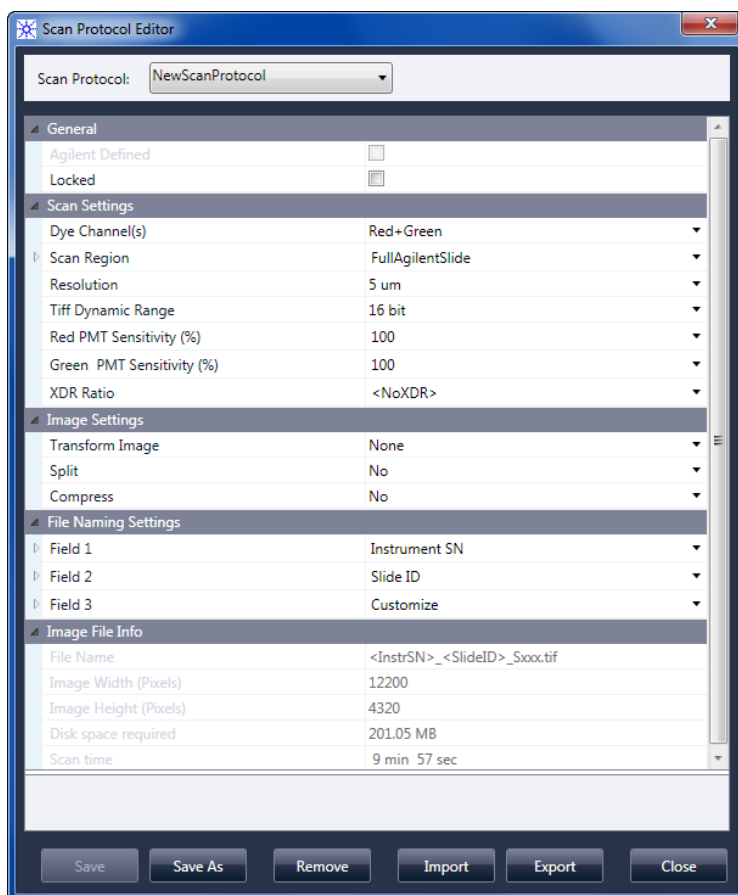 Scan Protocol Editor
Scan Protocol: NewScanProtocol
General
Agilent Defined
Locked
Scan Settings
Dye Channel(s) Red+Green
Scan Region FullAgilentSlide
Resolution 5 um
Tiff Dynamic Range 16 bit
Red PMT Sensitivity (%) 100
Green  PMT Sensitivity (%) 100
XDR Ratio <NoXDR>
Image Settings
Transform Image None
Split No
Compress No
File Naming Settings
Field 1 Instrument SN
Field 2 Slide ID
Field 3 Customize
Image File Info
File Name <InstrSN>_<SlideID>_Sxxx.tif
Image Width (Pixels) 12200
Image Height (Pixels) 4320
Disk space required 201.05 MB
Scan time 9 min  57 sec
Save Save As Remove Import Export Close